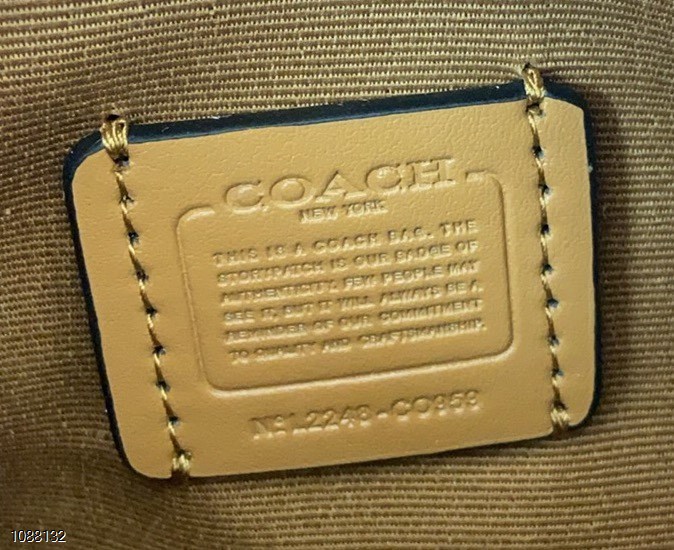 COACH
NEW YORK
THIS IS A COACH BAG. THE
STORYPATCH IS OUR BADGE OF
AUTHENTICITY. FEW PEOPLE MAY
SEE IT, BUT IT WILL ALWAYS BE A
REMINDER OF OUR COMMITMENT
TO QUALITY AND CRAFTSMANSHIP.
Nº L2248-CO959
1088132